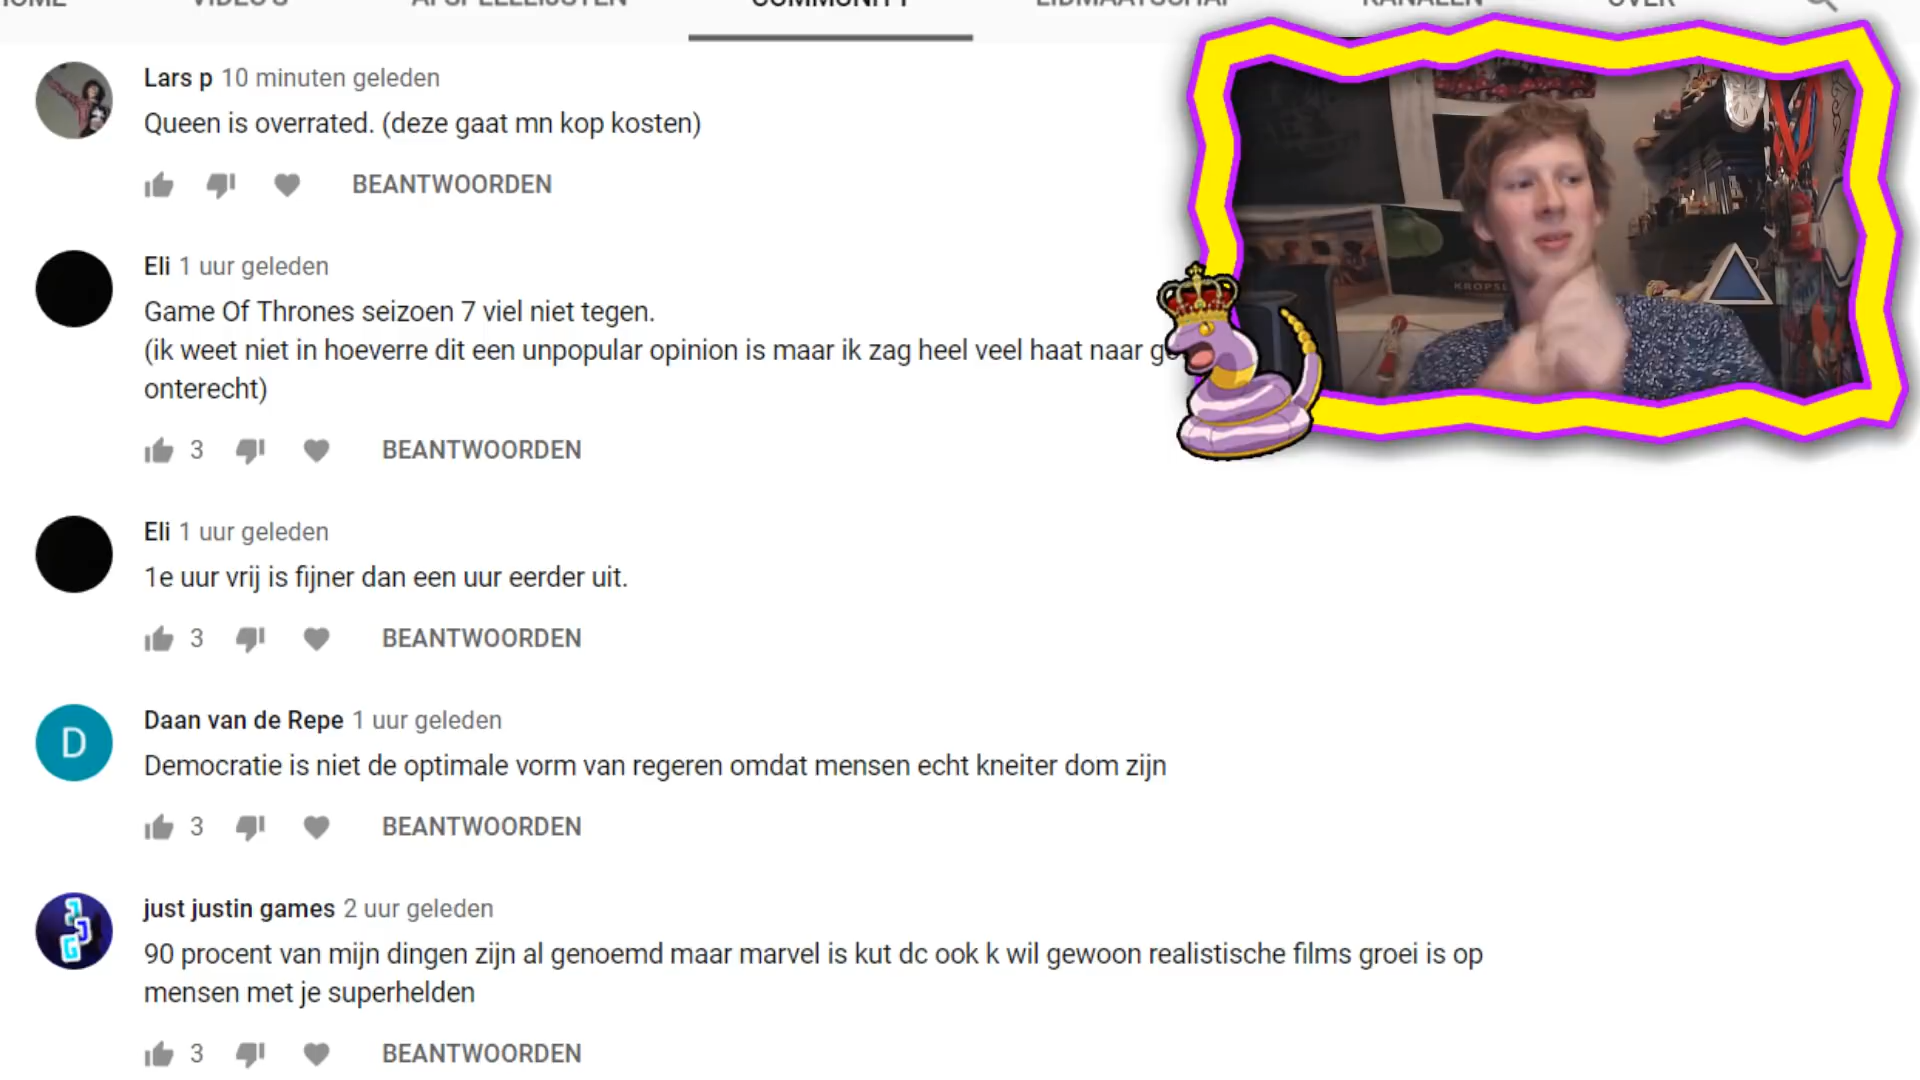 COMMUNITY
Lars p 10 minuten geleden
Queen is overrated. (deze gaat mn kop kosten)
BEANTWOORDEN
Eli 1 uur geleden
Game Of Thrones seizoen 7 viel niet tegen.
(ik weet niet in hoeverre dit een unpopular opinion is maar ik zag heel veel haat naar
onterecht)
3 BEANTWOORDEN
Eli 1 uur geleden
1e uur vrij is fijner dan een uur eerder uit.
3 BEANTWOORDEN
Daan van de Repe 1 uur geleden
D
Democratie is niet de optimale vorm van regeren omdat mensen echt kneiter dom zijn
3 BEANTWOORDEN
just justin games 2 uur geleden
90 procent van mijn dingen zijn al genoemd maar marvel is kut dc ook k wil gewoon realistische films groei is op
mensen met je superhelden
3 BEANTWOORDEN